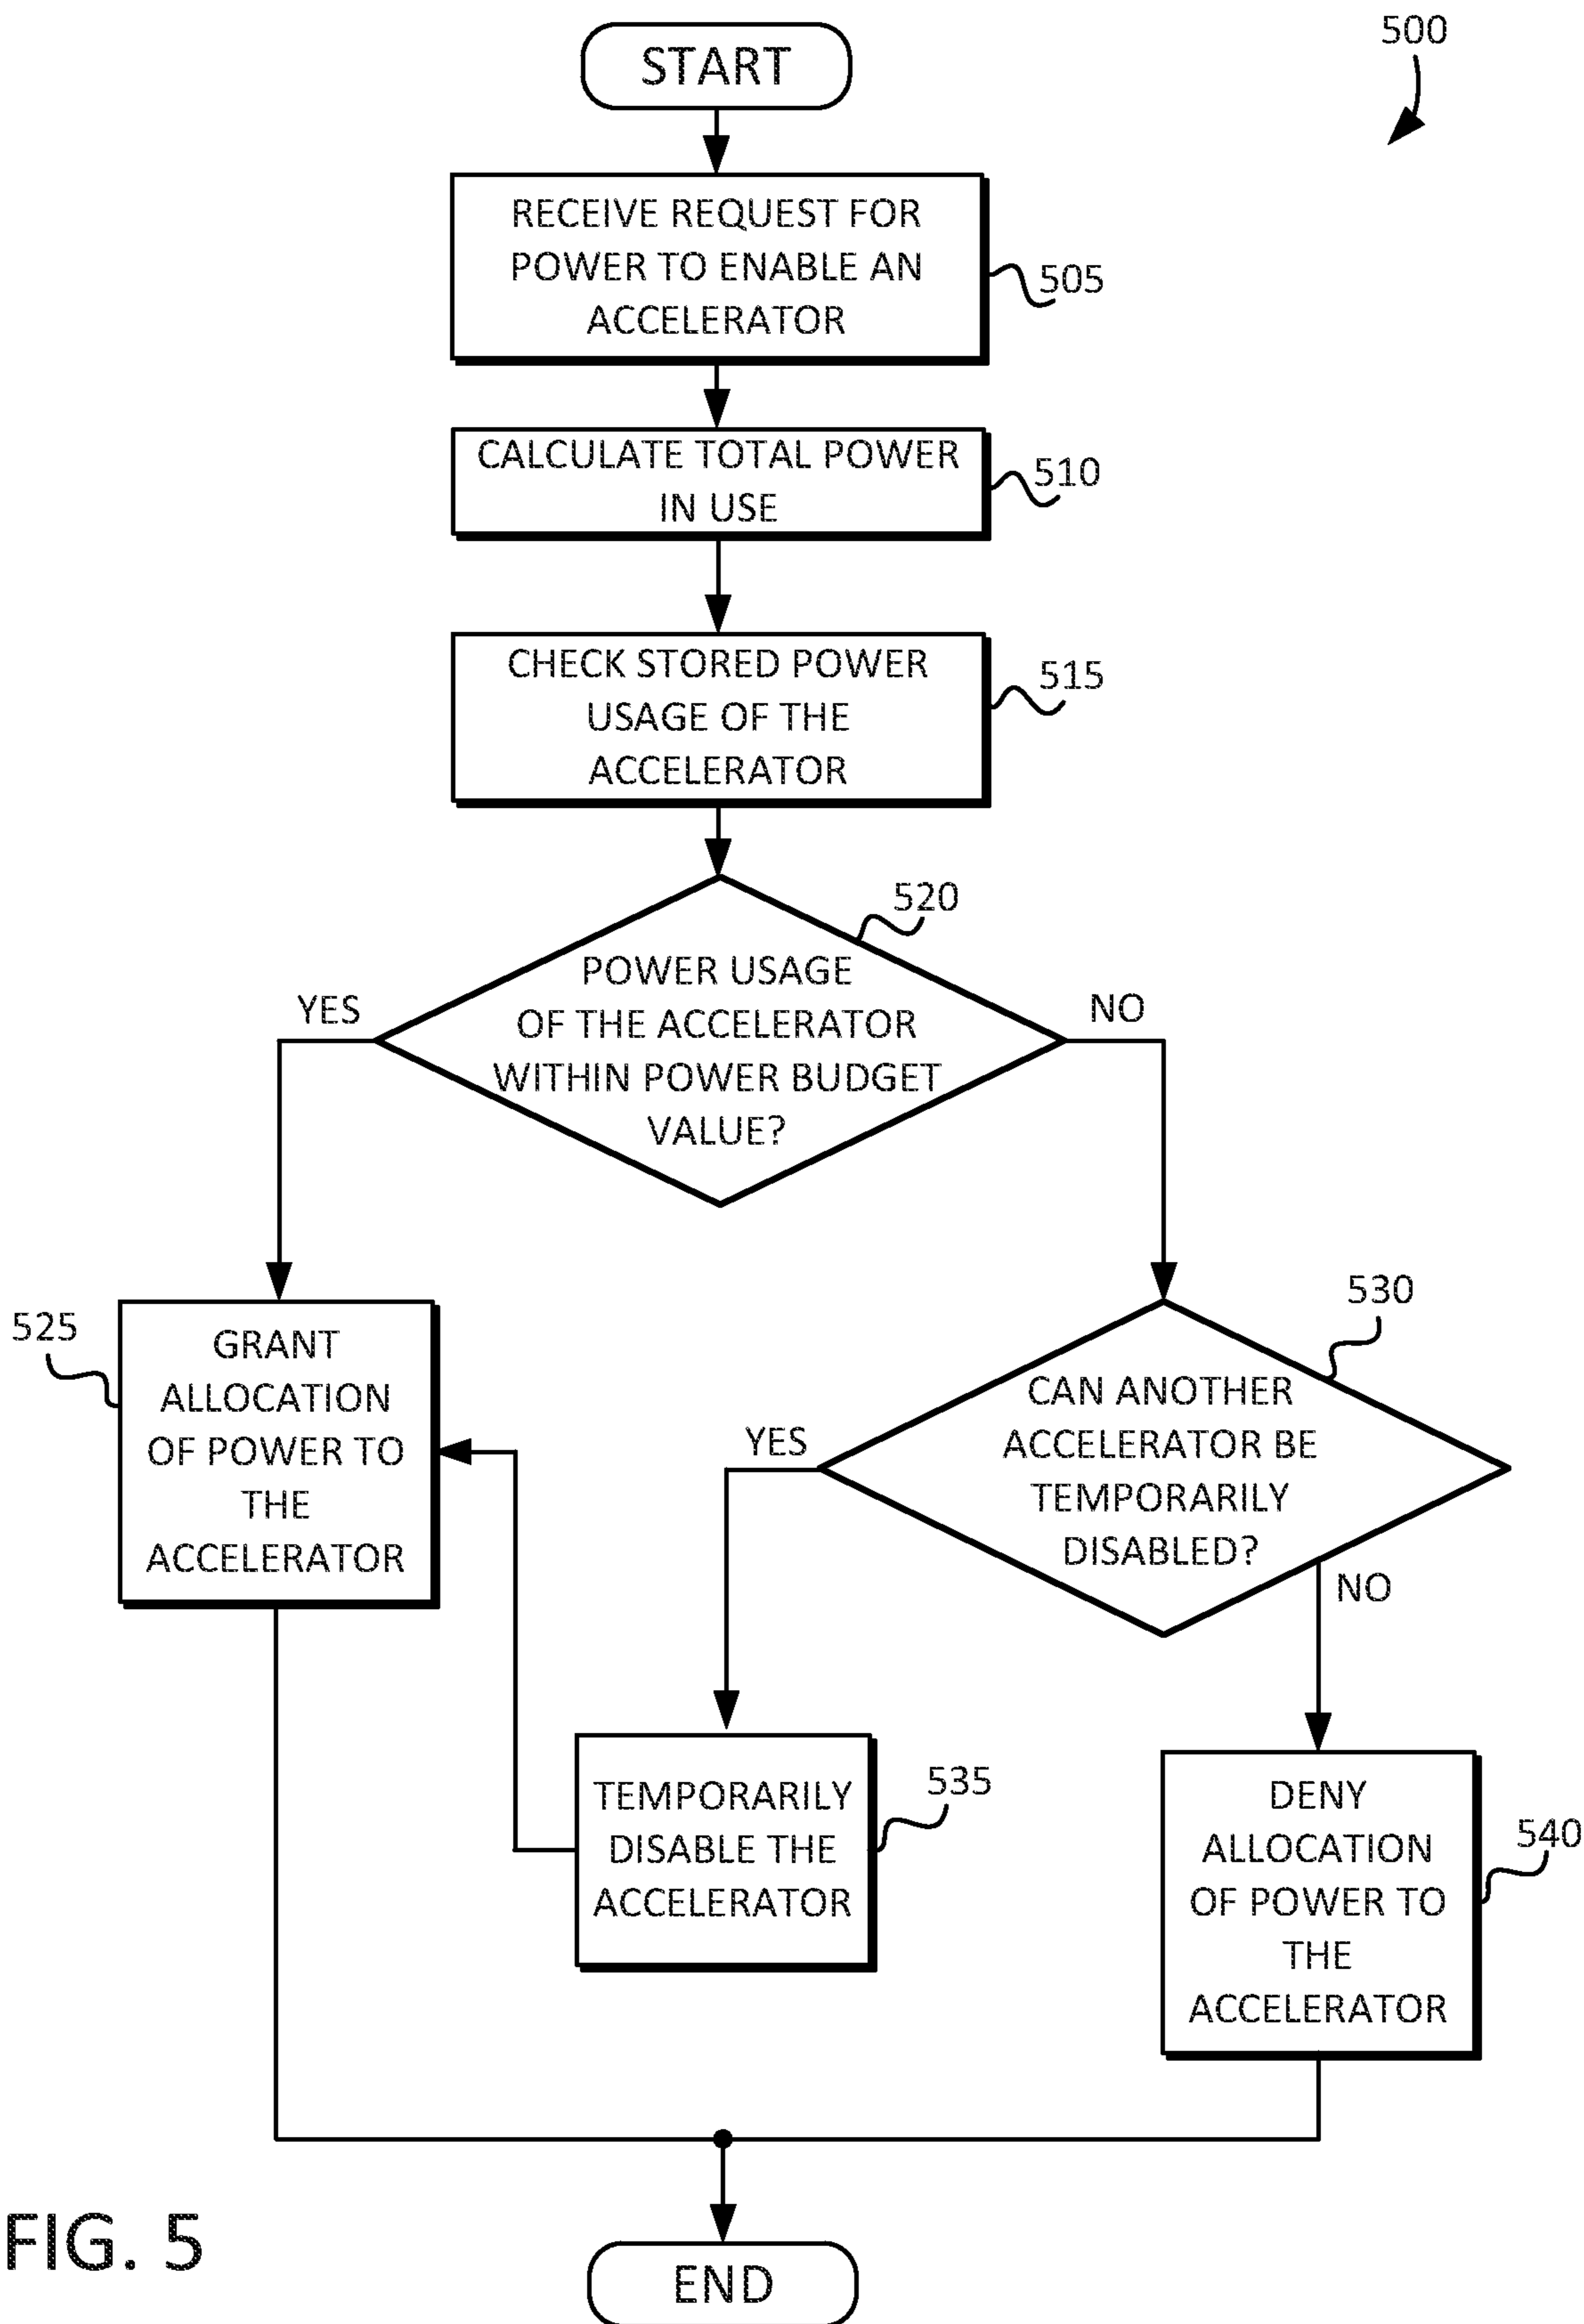 500
START
RECEIVE REQUEST FOR
POWER TO ENABLE AN
ACCELERATOR
505
CALCULATE TOTAL POWER
IN USE
510
CHECK STORED POWER
USAGE OF THE
ACCELERATOR
515
520
POWER USAGE
OF THE ACCELERATOR
WITHIN POWER BUDGET
VALUE?
YES
NO
525
GRANT
ALLOCATION
OF POWER TO
THE
ACCELERATOR
530
CAN ANOTHER
ACCELERATOR BE
TEMPORARILY
DISABLED?
YES
NO
TEMPORARILY
DISABLE THE
ACCELERATOR
535
DENY
ALLOCATION
OF POWER TO
THE
ACCELERATOR
540
FIG. 5
END